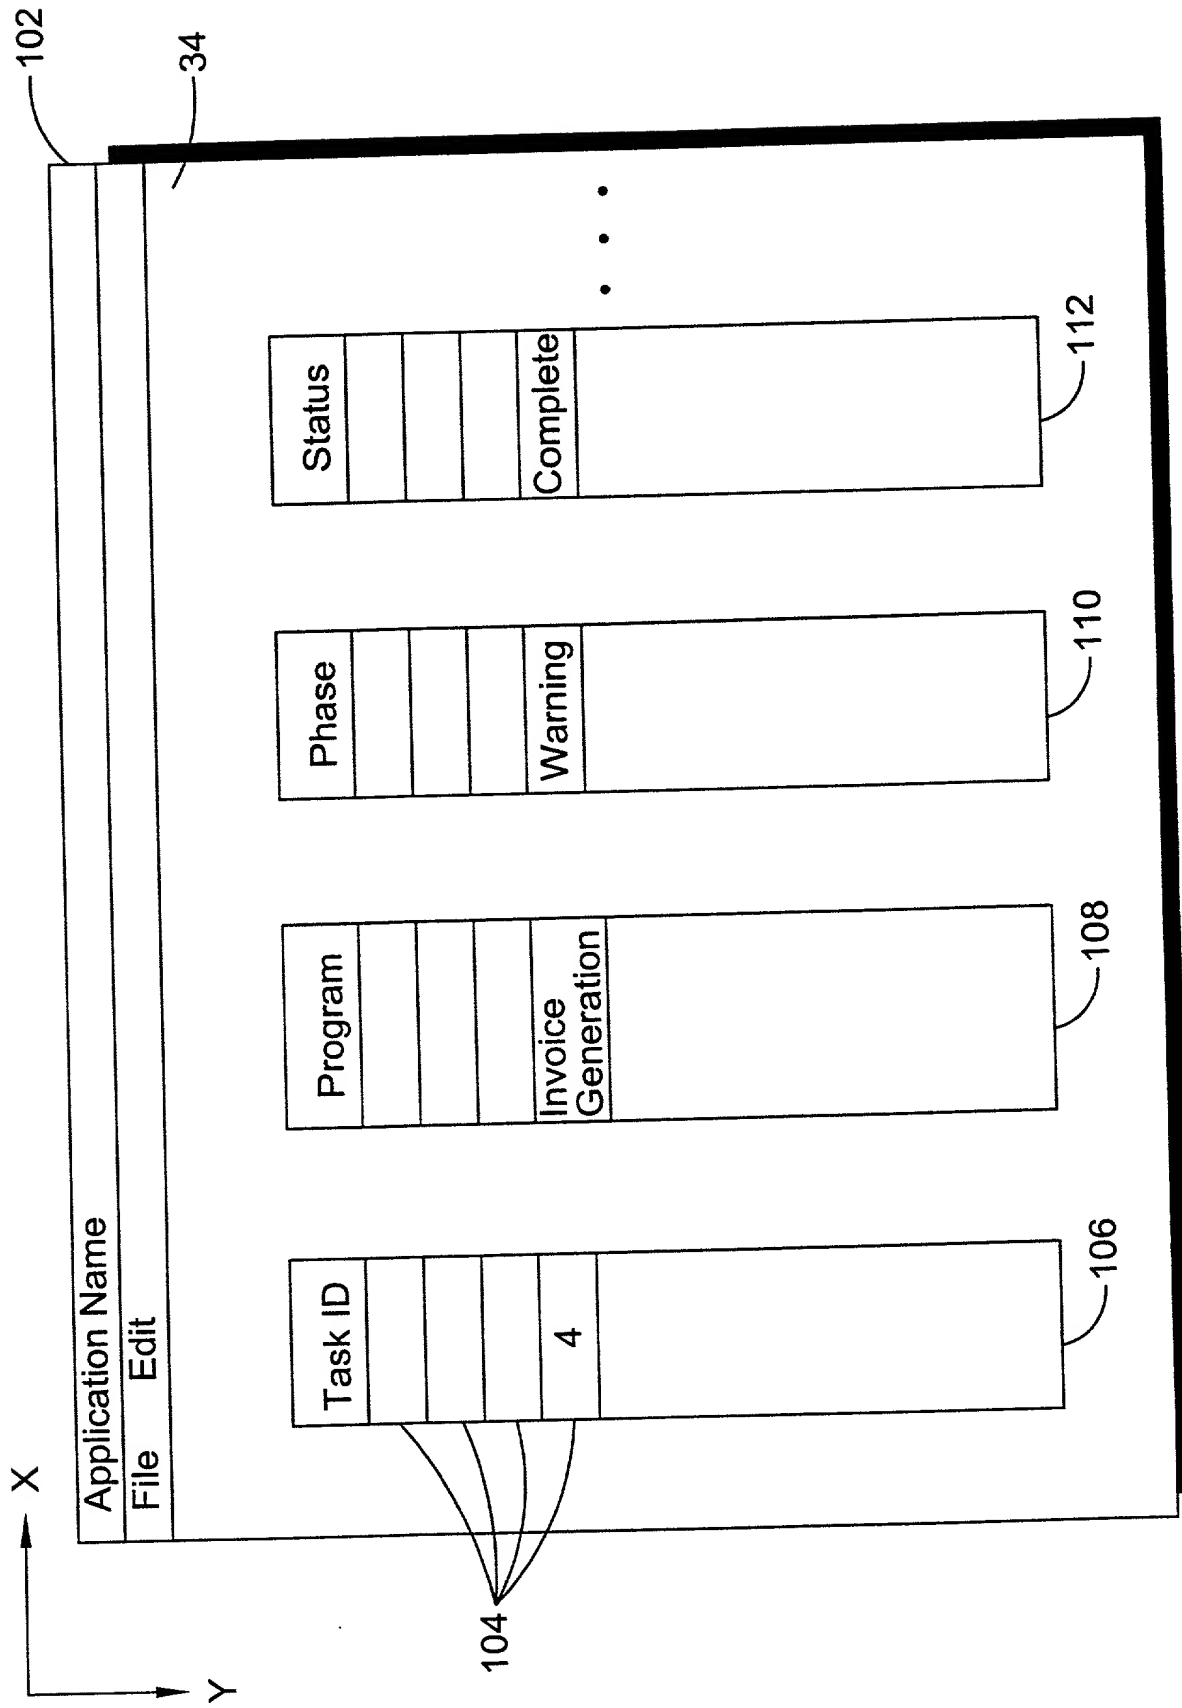 X
Y
102
34
Application Name
File Edit
Task ID
Program
Phase
Status
4
Invoice
Generation
Warning
Complete
104
106
108
110
112